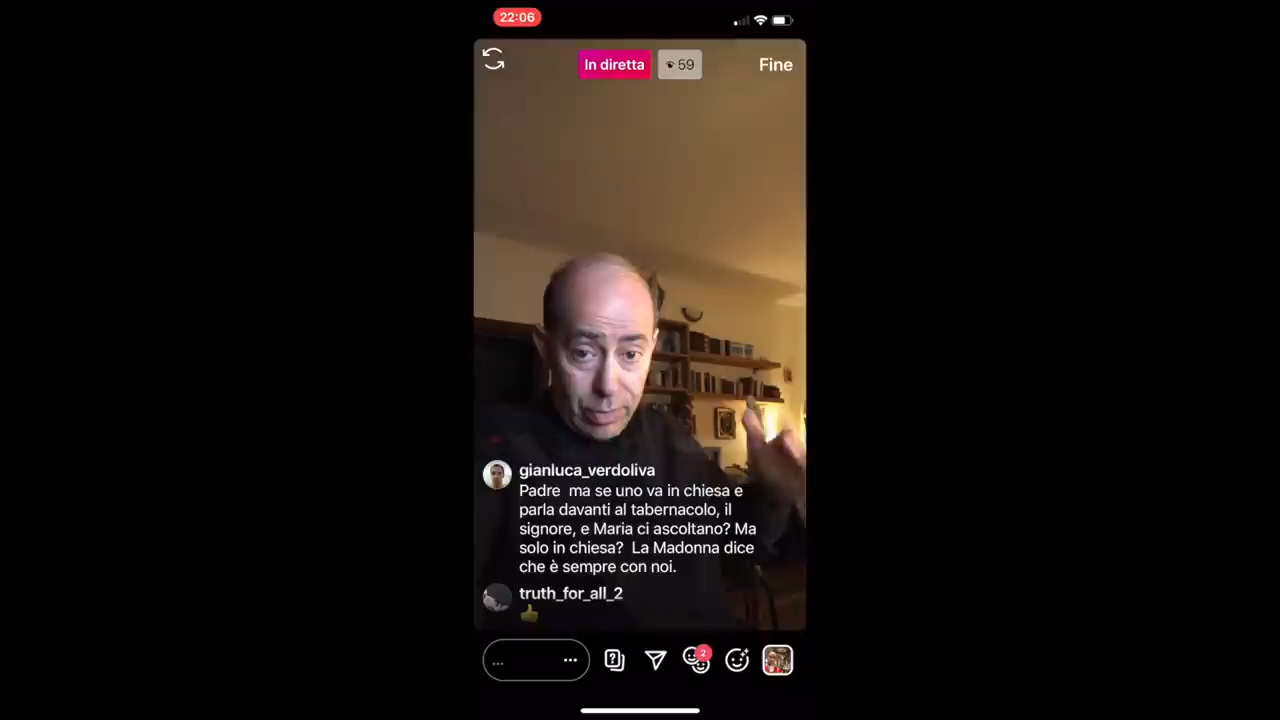 22:06
In diretta 59 Fine
gianluca_verdoliva
Padre ma se uno va in chiesa e
parla davanti al tabernacolo, il
signore, e Maria ci ascoltano? Ma
solo in chiesa? La Madonna dice
che è sempre con noi.
truth_for_all_2
... ...
2